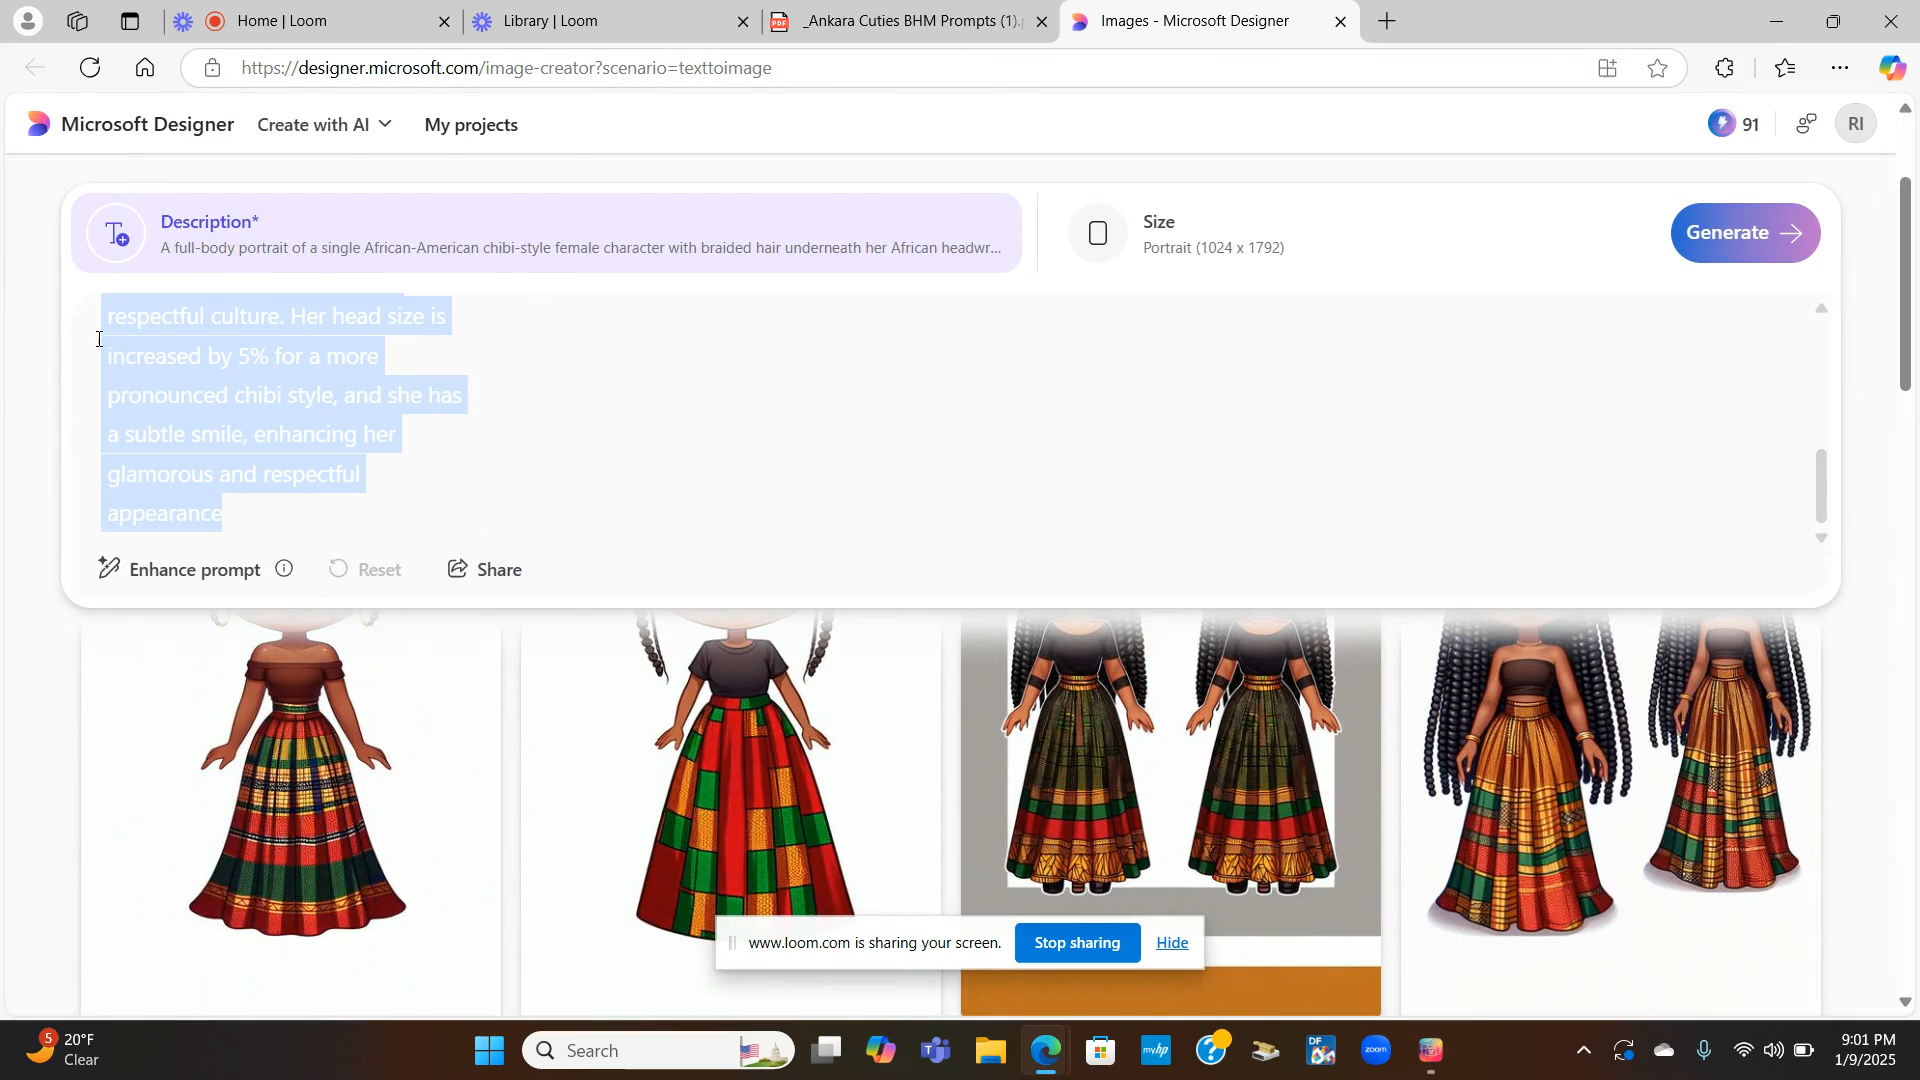 Home | Loom
Library | Loom
_Ankara Cuties BHM Prompts (1).
Images - Microsoft Designer
https://designer.microsoft.com/image-creator?scenario=texttoimage
Microsoft Designer
Create with AI
My projects
91
RI
Description*
A full-body portrait of a single African-American chibi-style female character with braided hair underneath her African headwr...
Size
Portrait (1024 x 1792)
Generate
respectful culture. Her head size is
increased by 5% for a more
pronounced chibi style, and she has
a subtle smile, enhancing her
glamorous and respectful
appearance
Enhance prompt
Reset
Share
www.loom.com is sharing your screen.
Stop sharing
Hide
5
20°F
Clear
Search
myhp
DF
zoom
9:01 PM
1/9/2025